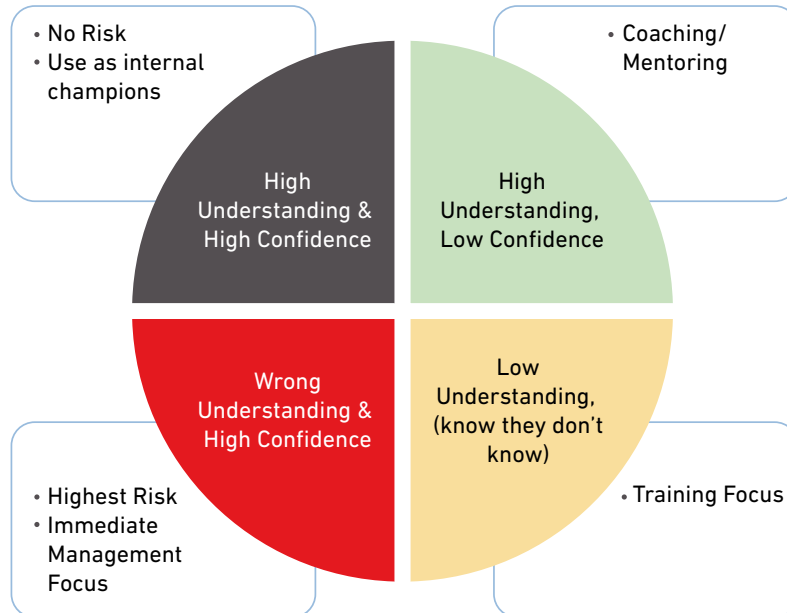 • No Risk
• Use as internal
champions
• Coaching/
Mentoring
High
Understanding &
High Confidence
High
Understanding,
Low Confidence
Wrong
Understanding &
High Confidence
Low
Understanding,
(know they don’t
know)
• Highest Risk
• Immediate
Management
Focus
• Training Focus